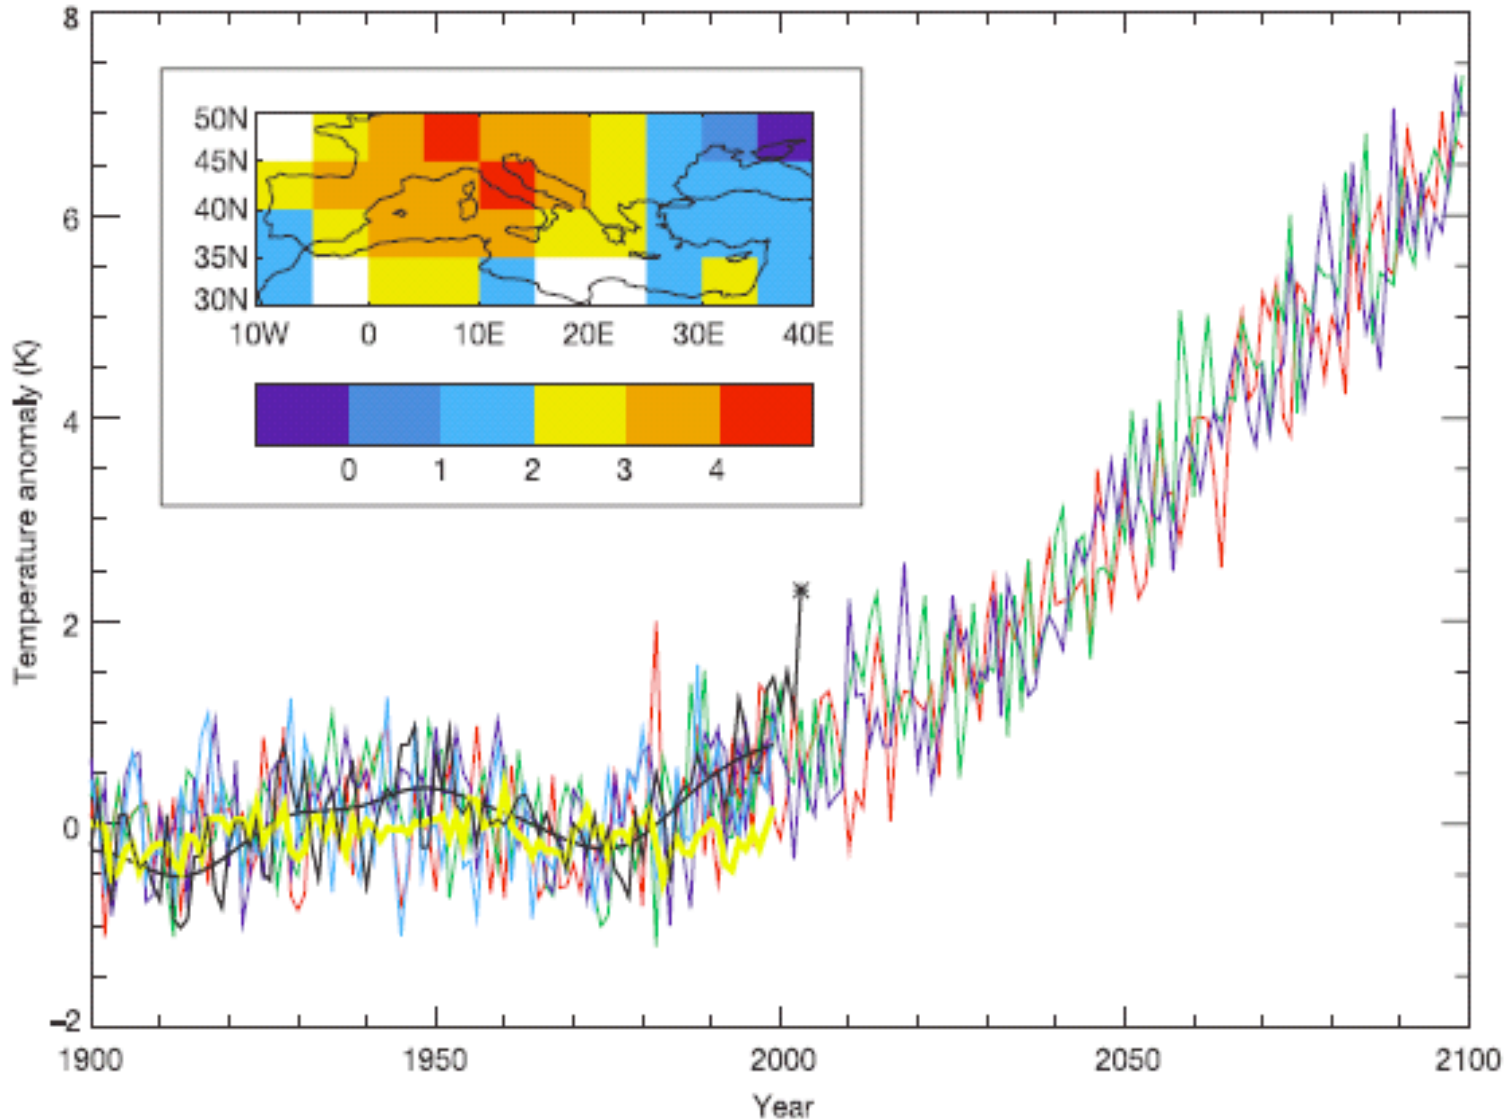 8
50N
45N
40N
35N
30N
10W 0 10E 20E 30E 40E
0 1 2 3 4
6
4
2
0
−2
Temperature anomaly (K)
1900 1950 2000 2050 2100
Year